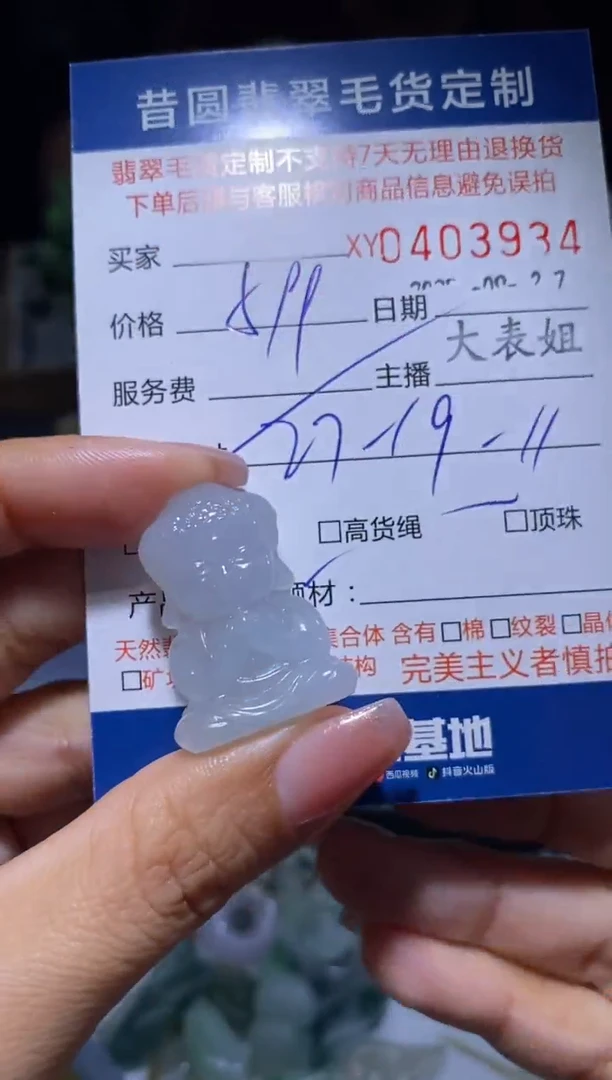 昔圆翡翠毛货定制
翡翠毛货定制不支持7天无理由退换货
下单后请与客服核对商品信息避免误拍
买家 XY0403934
价格 599 日期
服务费 主播 大表姐
27-19-11
□高货绳 □顶珠
产 材：
天然翡 集合体 含有□棉 □纹裂 □晶
□矿 构 完美主义者慎拍
基地
西瓜视频 抖音火山版